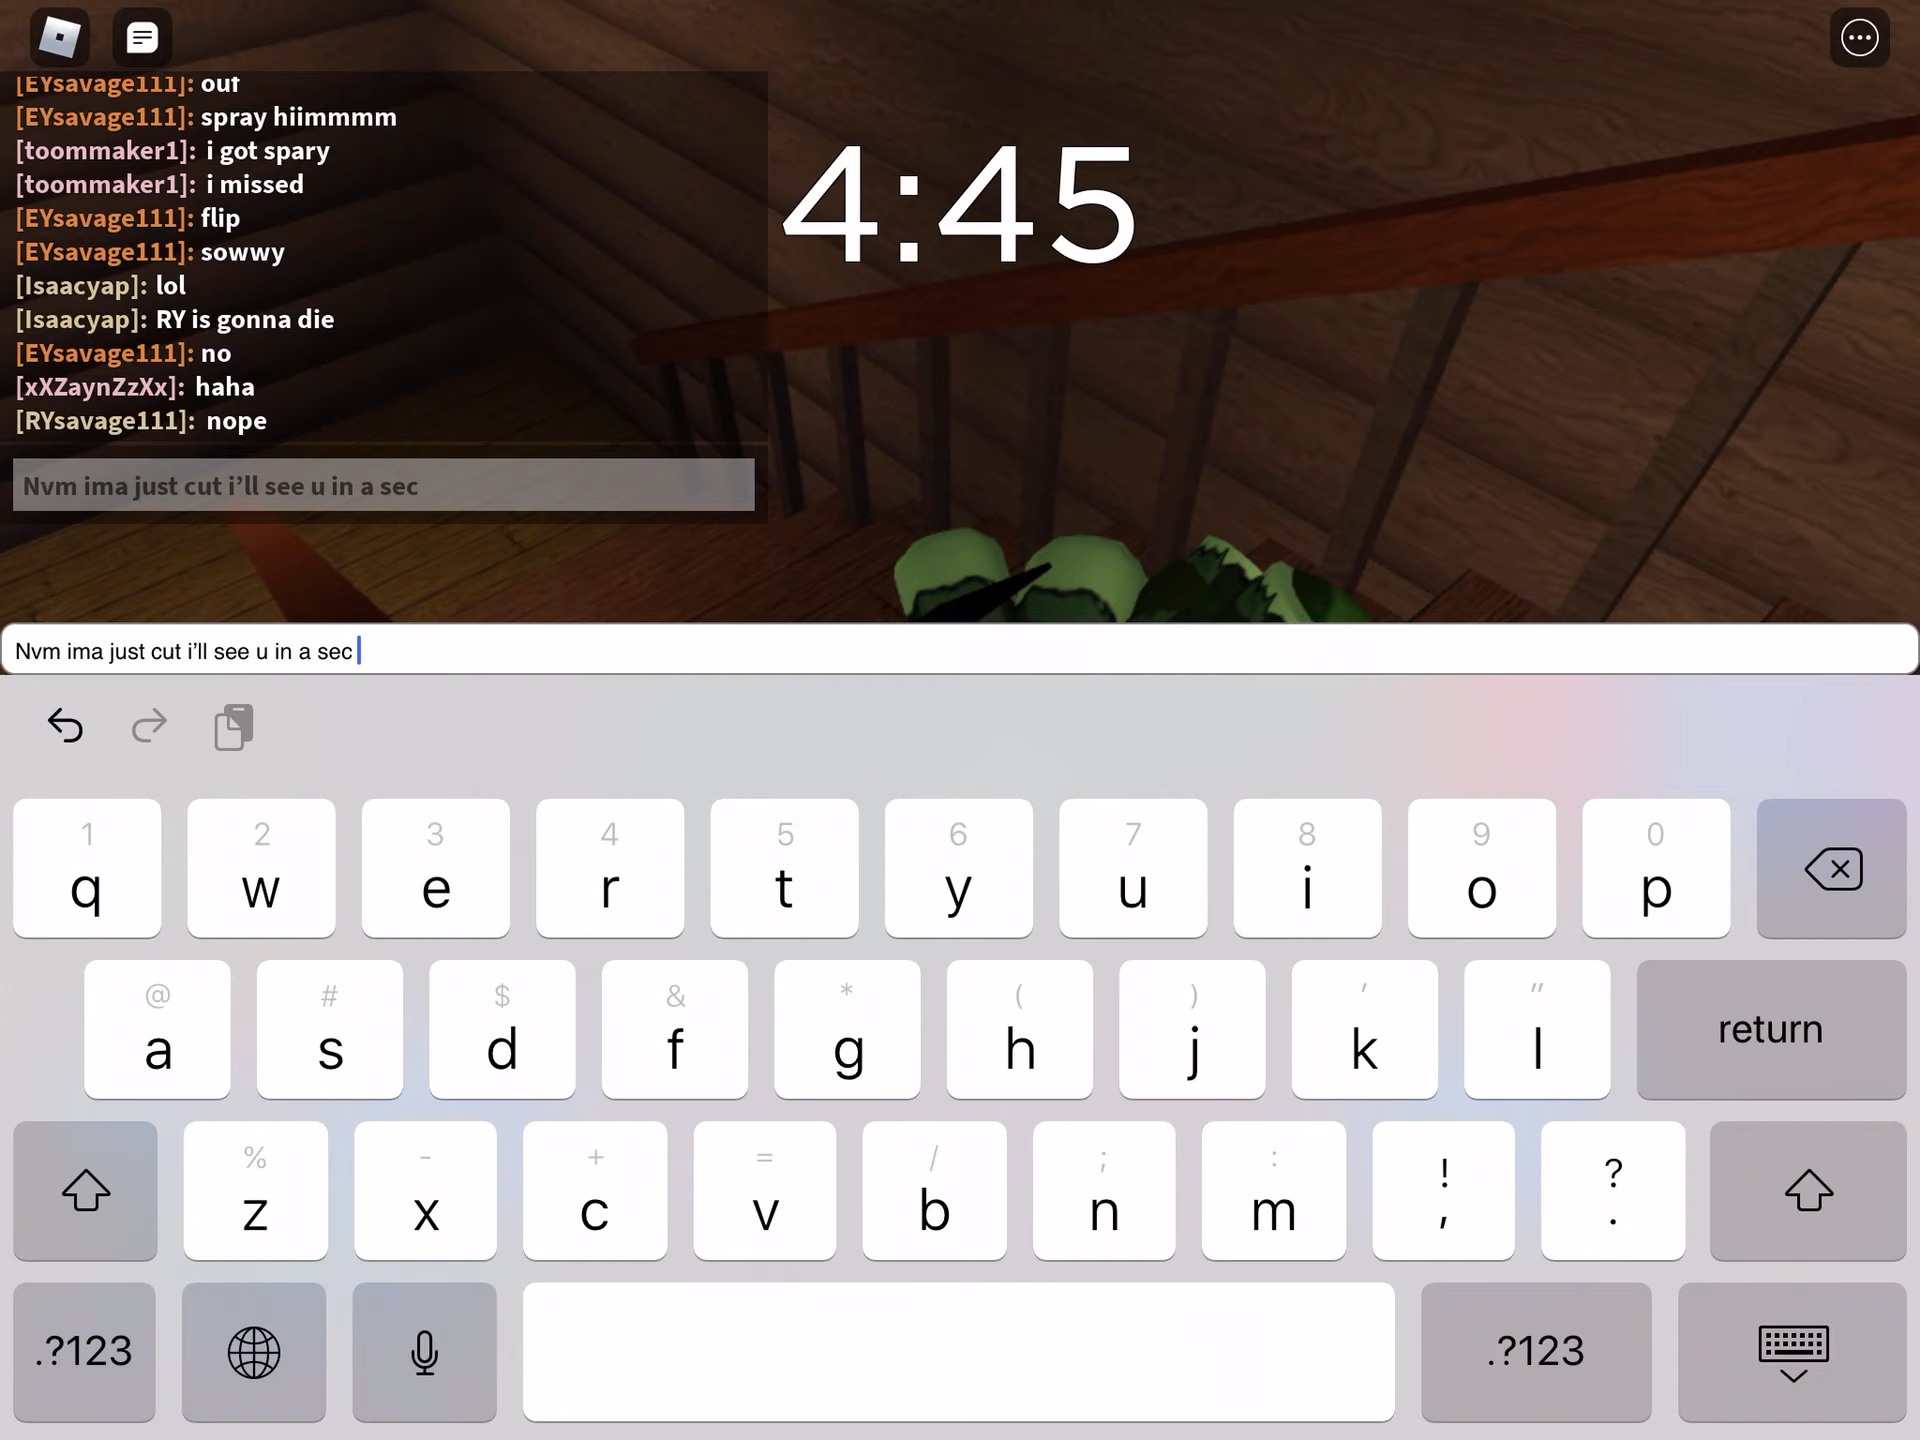 [EYsavage111]: out
[EYsavage111]: spray hiimmmm
[toommaker1]: i got spary
[toommaker1]: i missed
[EYsavage111]: flip
[EYsavage111]: sowwy
[Isaacyap]: lol
[Isaacyap]: RY is gonna die
[EYsavage111]: no
[xXZaynZzXx]: haha
[RYsavage111]: nope
4:45
Nvm ima just cut i’ll see u in a sec
Nvm ima just cut i’ll see u in a sec
1 2 3 4 5 6 7 8 9 0
q w e r t y u i o p
@ # $ & * ( ) ' "
a s d f g h j k l return
% - + = / ; : ! ?
z x c v b n m , .
.?123 .?123